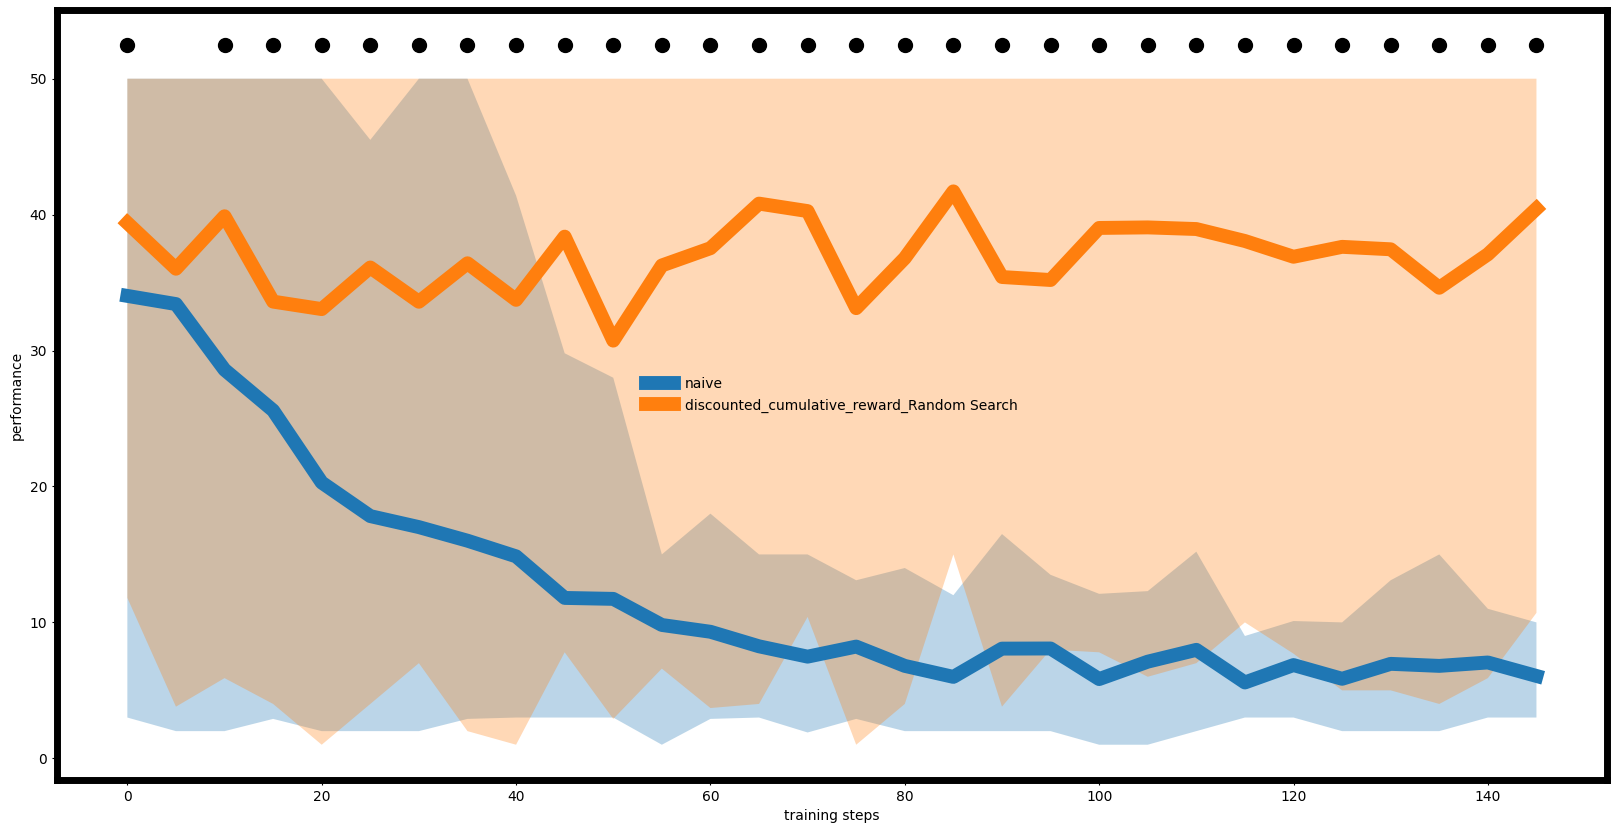 50
40
30
20
10
0
performance
naive
discounted_cumulative_reward_Random Search
0 20 40 60 80 100 120 140
training steps